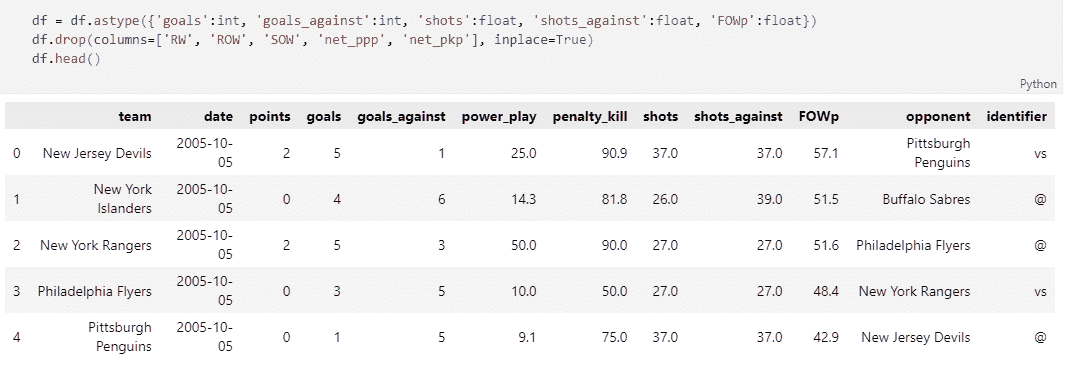 df = df.astype({'goals':int, 'goals_against':int, 'shots':float, 'shots_against':float, 'FOWp':float})
df.drop(columns=['RW', 'ROW', 'SOW', 'net_ppp', 'net_pkp'], inplace=True)
df.head()
Python
team date points goals goals_against power_play penalty_kill shots shots_against FOWp opponent identifier
0 New Jersey Devils 2005-10-05 2 5 1 25.0 90.9 37.0 37.0 57.1 Pittsburgh Penguins vs
1 New York Islanders 2005-10-05 0 4 6 14.3 81.8 26.0 39.0 51.5 Buffalo Sabres @
2 New York Rangers 2005-10-05 2 5 3 50.0 90.0 27.0 27.0 51.6 Philadelphia Flyers @
3 Philadelphia Flyers 2005-10-05 0 3 5 10.0 50.0 27.0 27.0 48.4 New York Rangers vs
4 Pittsburgh Penguins 2005-10-05 0 1 5 9.1 75.0 37.0 37.0 42.9 New Jersey Devils @